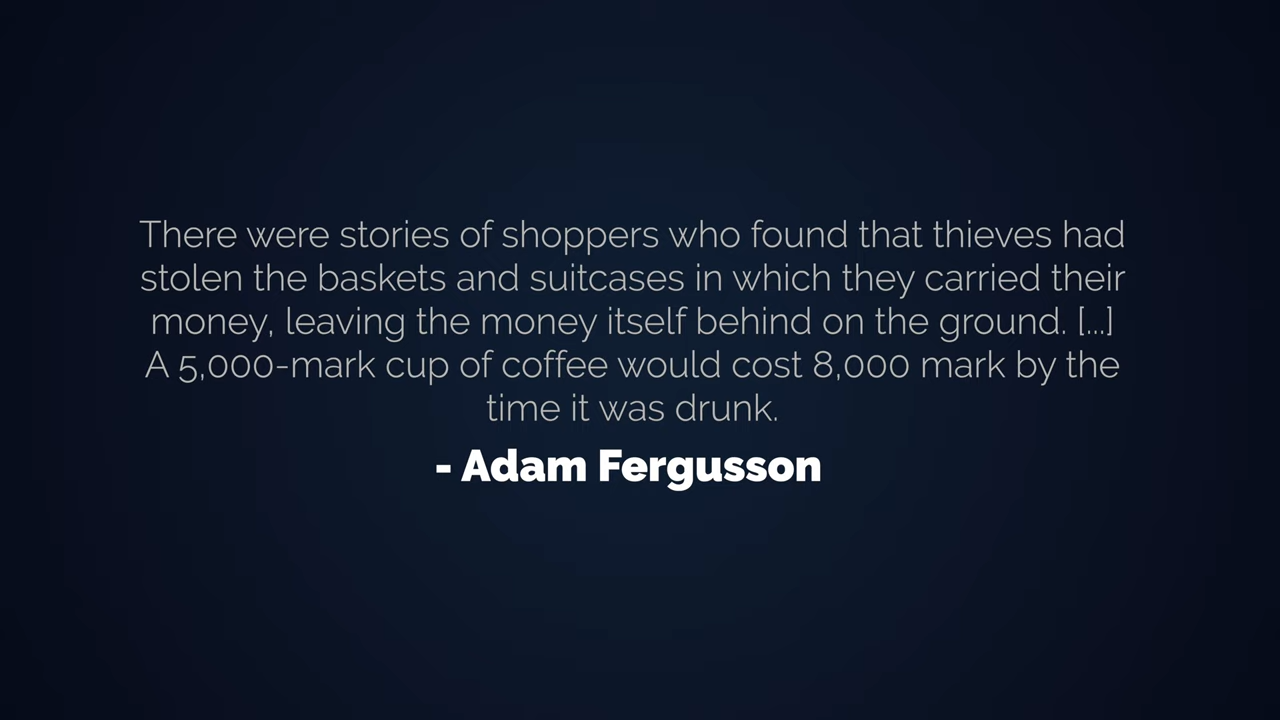 There were stories of shoppers who found that thieves had
stolen the baskets and suitcases in which they carried their
money, leaving the money itself behind on the ground. [...]
A 5,000-mark cup of coffee would cost 8,000 mark by the
time it was drunk.
- Adam Fergusson